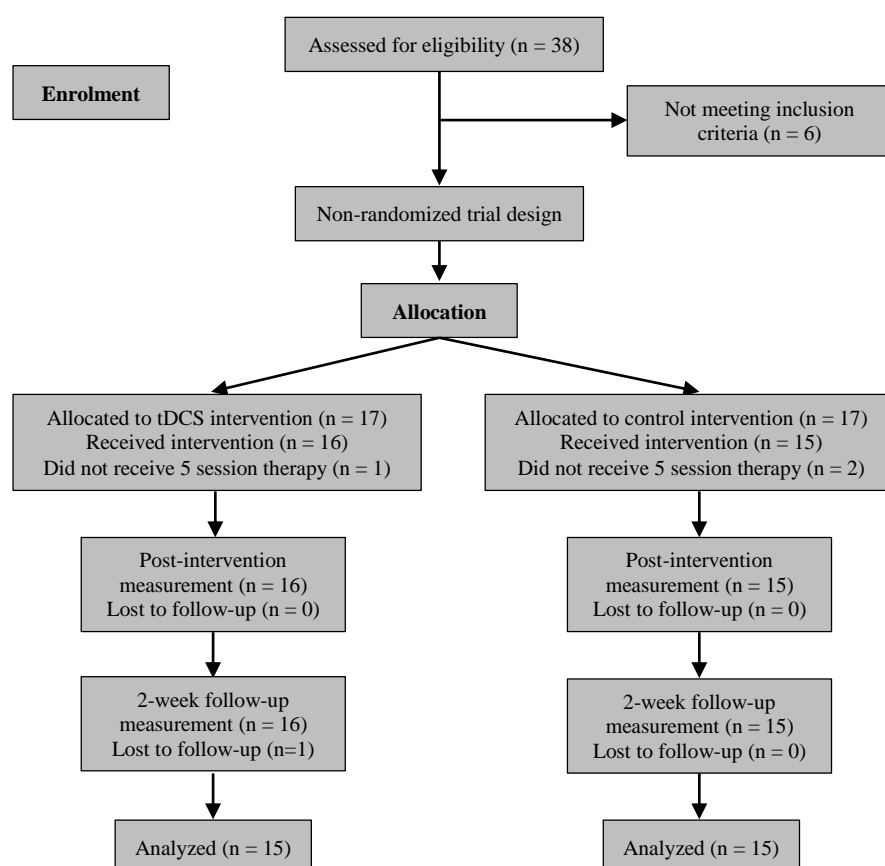 Assessed for eligibility (n = 38)
Enrolment
Not meeting inclusion
criteria (n = 6)
Non-randomized trial design
Allocation
Allocated to tDCS intervention (n = 17)
Received intervention (n = 16)
Did not receive 5 session therapy (n = 1)
Allocated to control intervention (n = 17)
Received intervention (n = 15)
Did not receive 5 session therapy (n = 2)
Post-intervention
measurement (n = 16)
Lost to follow-up (n = 0)
Post-intervention
measurement (n = 15)
Lost to follow-up (n = 0)
2-week follow-up
measurement (n = 16)
Lost to follow-up (n=1)
2-week follow-up
measurement (n = 15)
Lost to follow-up (n = 0)
Analyzed (n = 15)
Analyzed (n = 15)